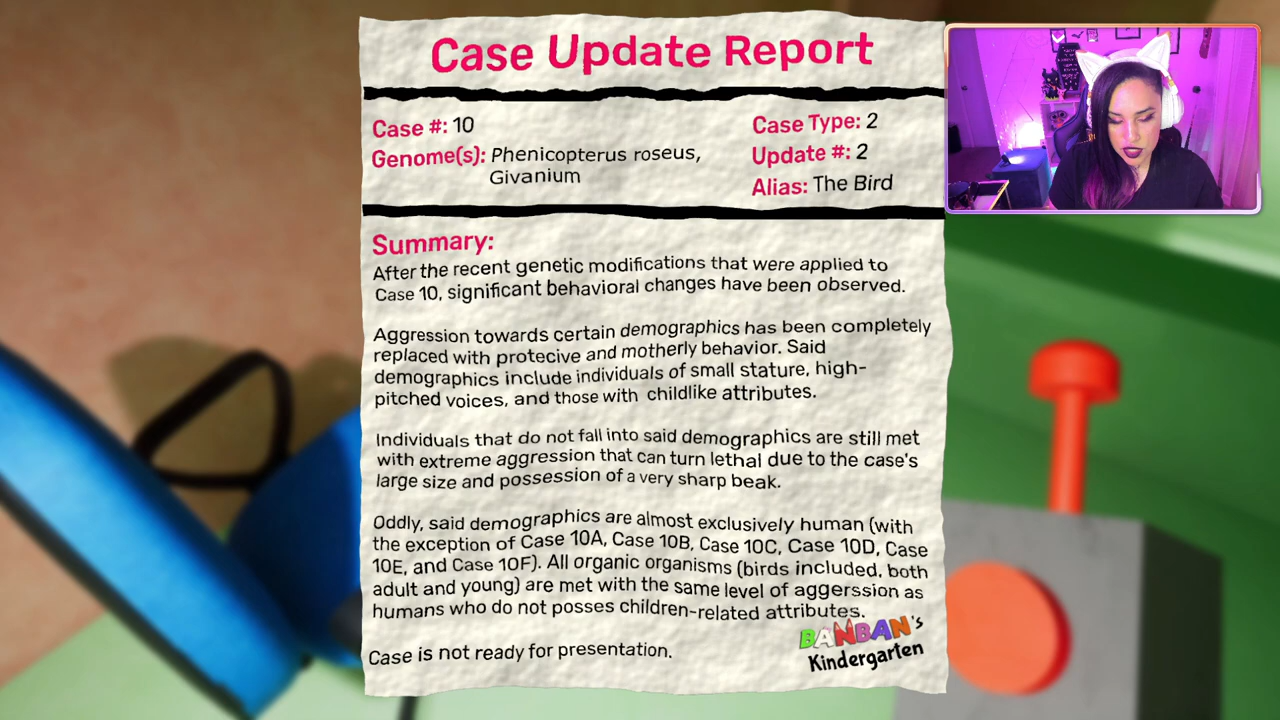 Case Update Report
Case #: 10
Genome(s): Phenicopterus roseus,
Givanium
Case Type: 2
Update #: 2
Alias: The Bird
Summary:
After the recent genetic modifications that were applied to
Case 10, significant behavioral changes have been observed.
Aggression towards certain demographics has been completely
replaced with protecive and motherly behavior. Said
demographics include individuals of small stature, high-
pitched voices, and those with childlike attributes.
Individuals that do not fall into said demographics are still met
with extreme aggression that can turn lethal due to the case's
large size and possession of a very sharp beak.
Oddly, said demographics are almost exclusively human (with
the exception of Case 10A, Case 10B, Case 10C, Case 10D, Case
10E, and Case 10F). All organic organisms (birds included, both
adult and young) are met with the same level of aggerssion as
humans who do not posses children-related attributes.
Case is not ready for presentation.
BANBAN's
Kindergarten